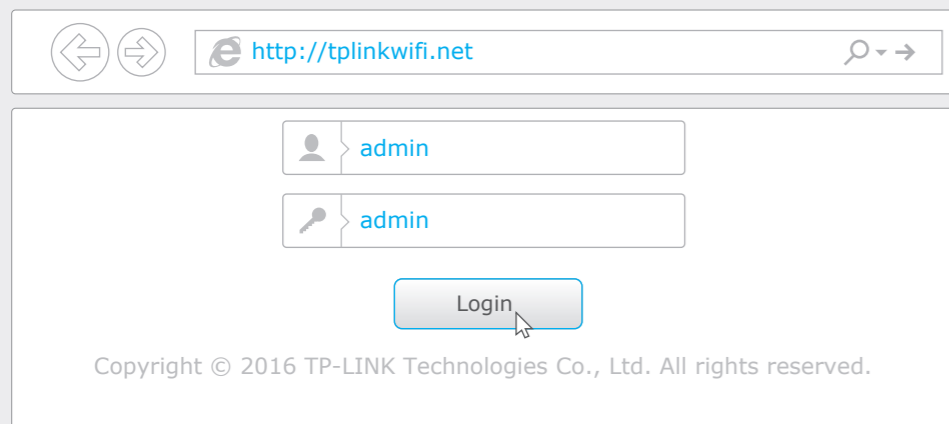 http://tplinkwifi.net
admin
admin
Login
Copyright © 2016 TP-LINK Technologies Co., Ltd. All rights reserved.